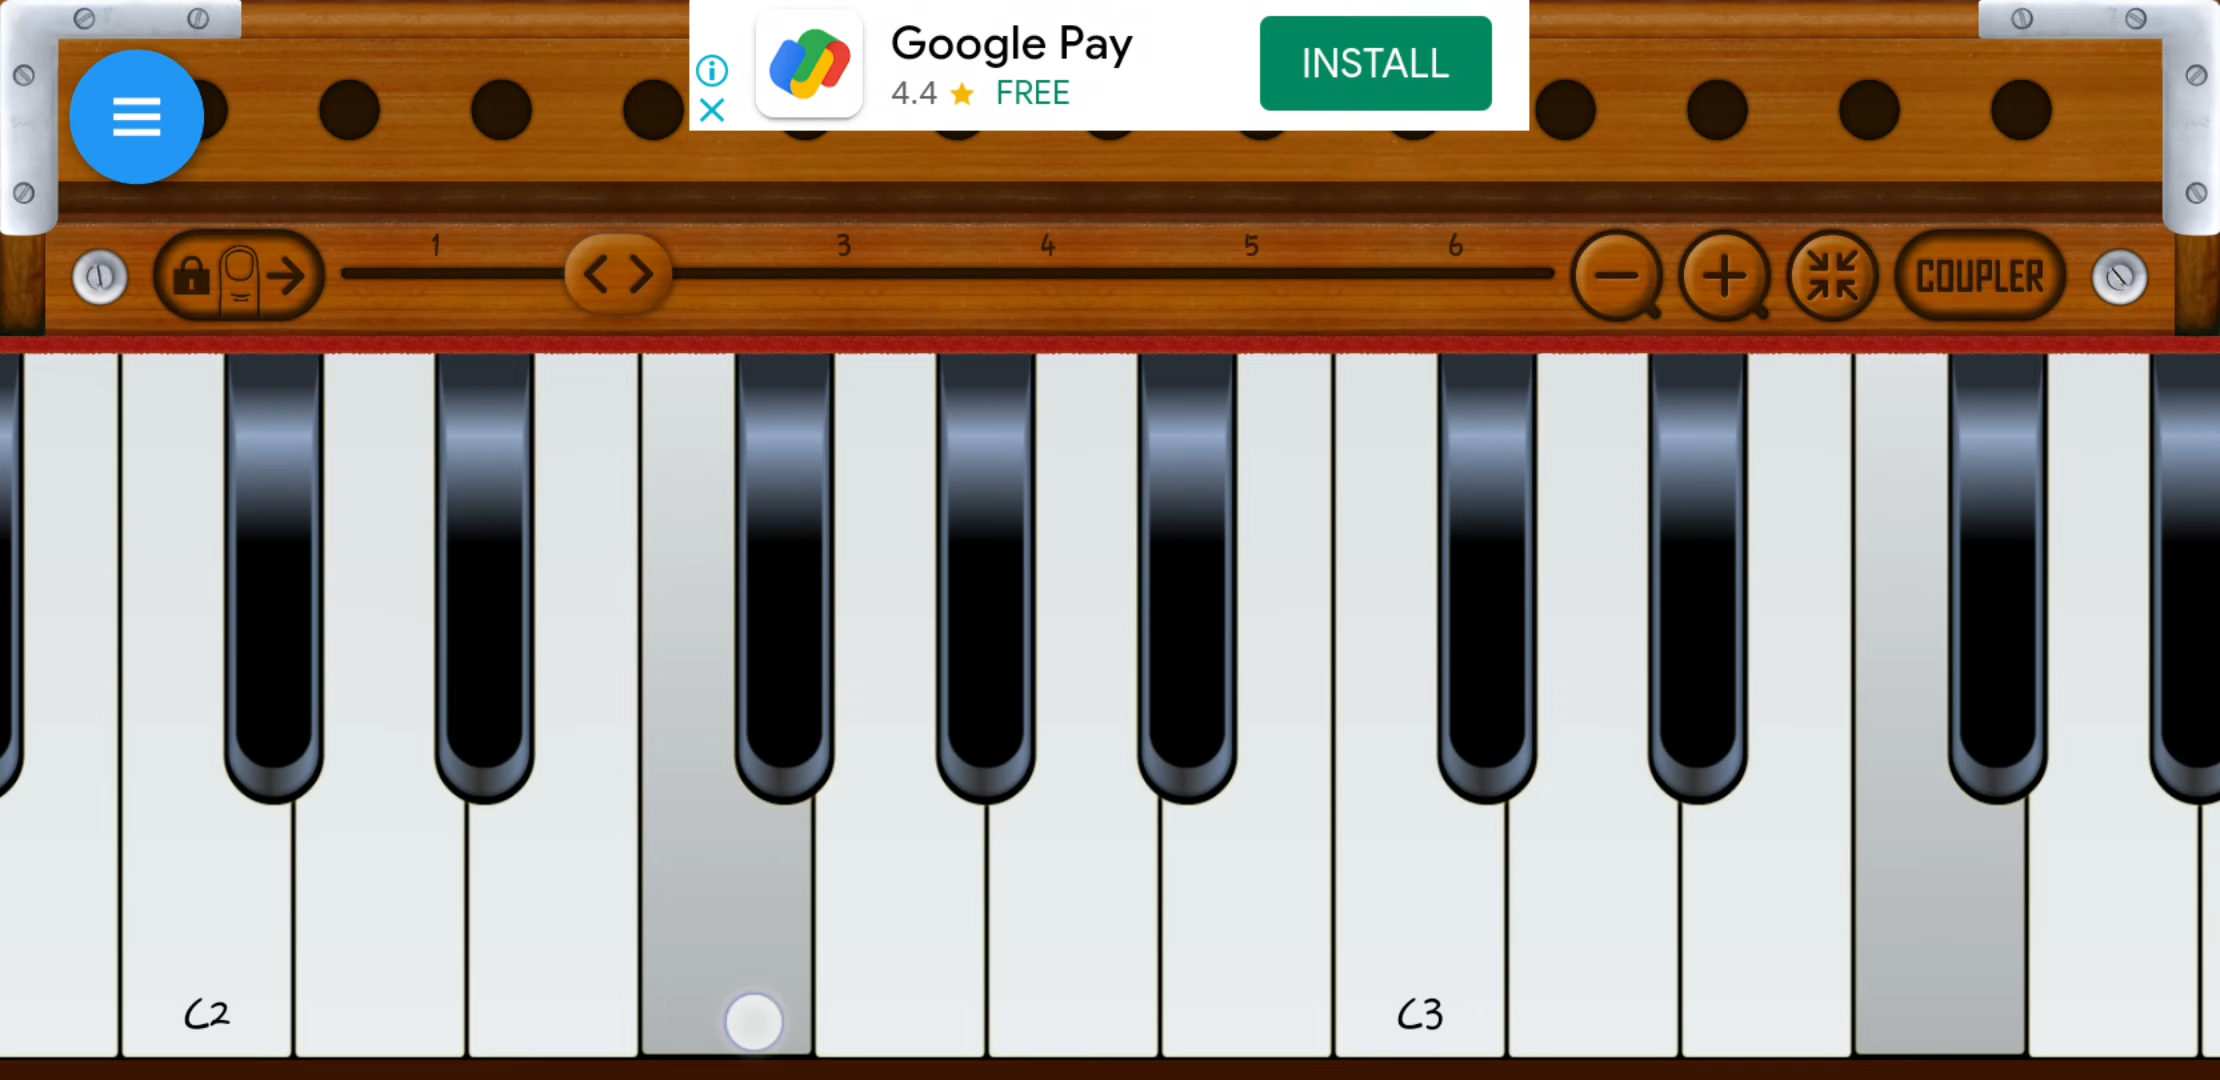 Google Pay
4.4 ★ FREE
INSTALL
1 3 4 5 6
COUPLER
C2 C3